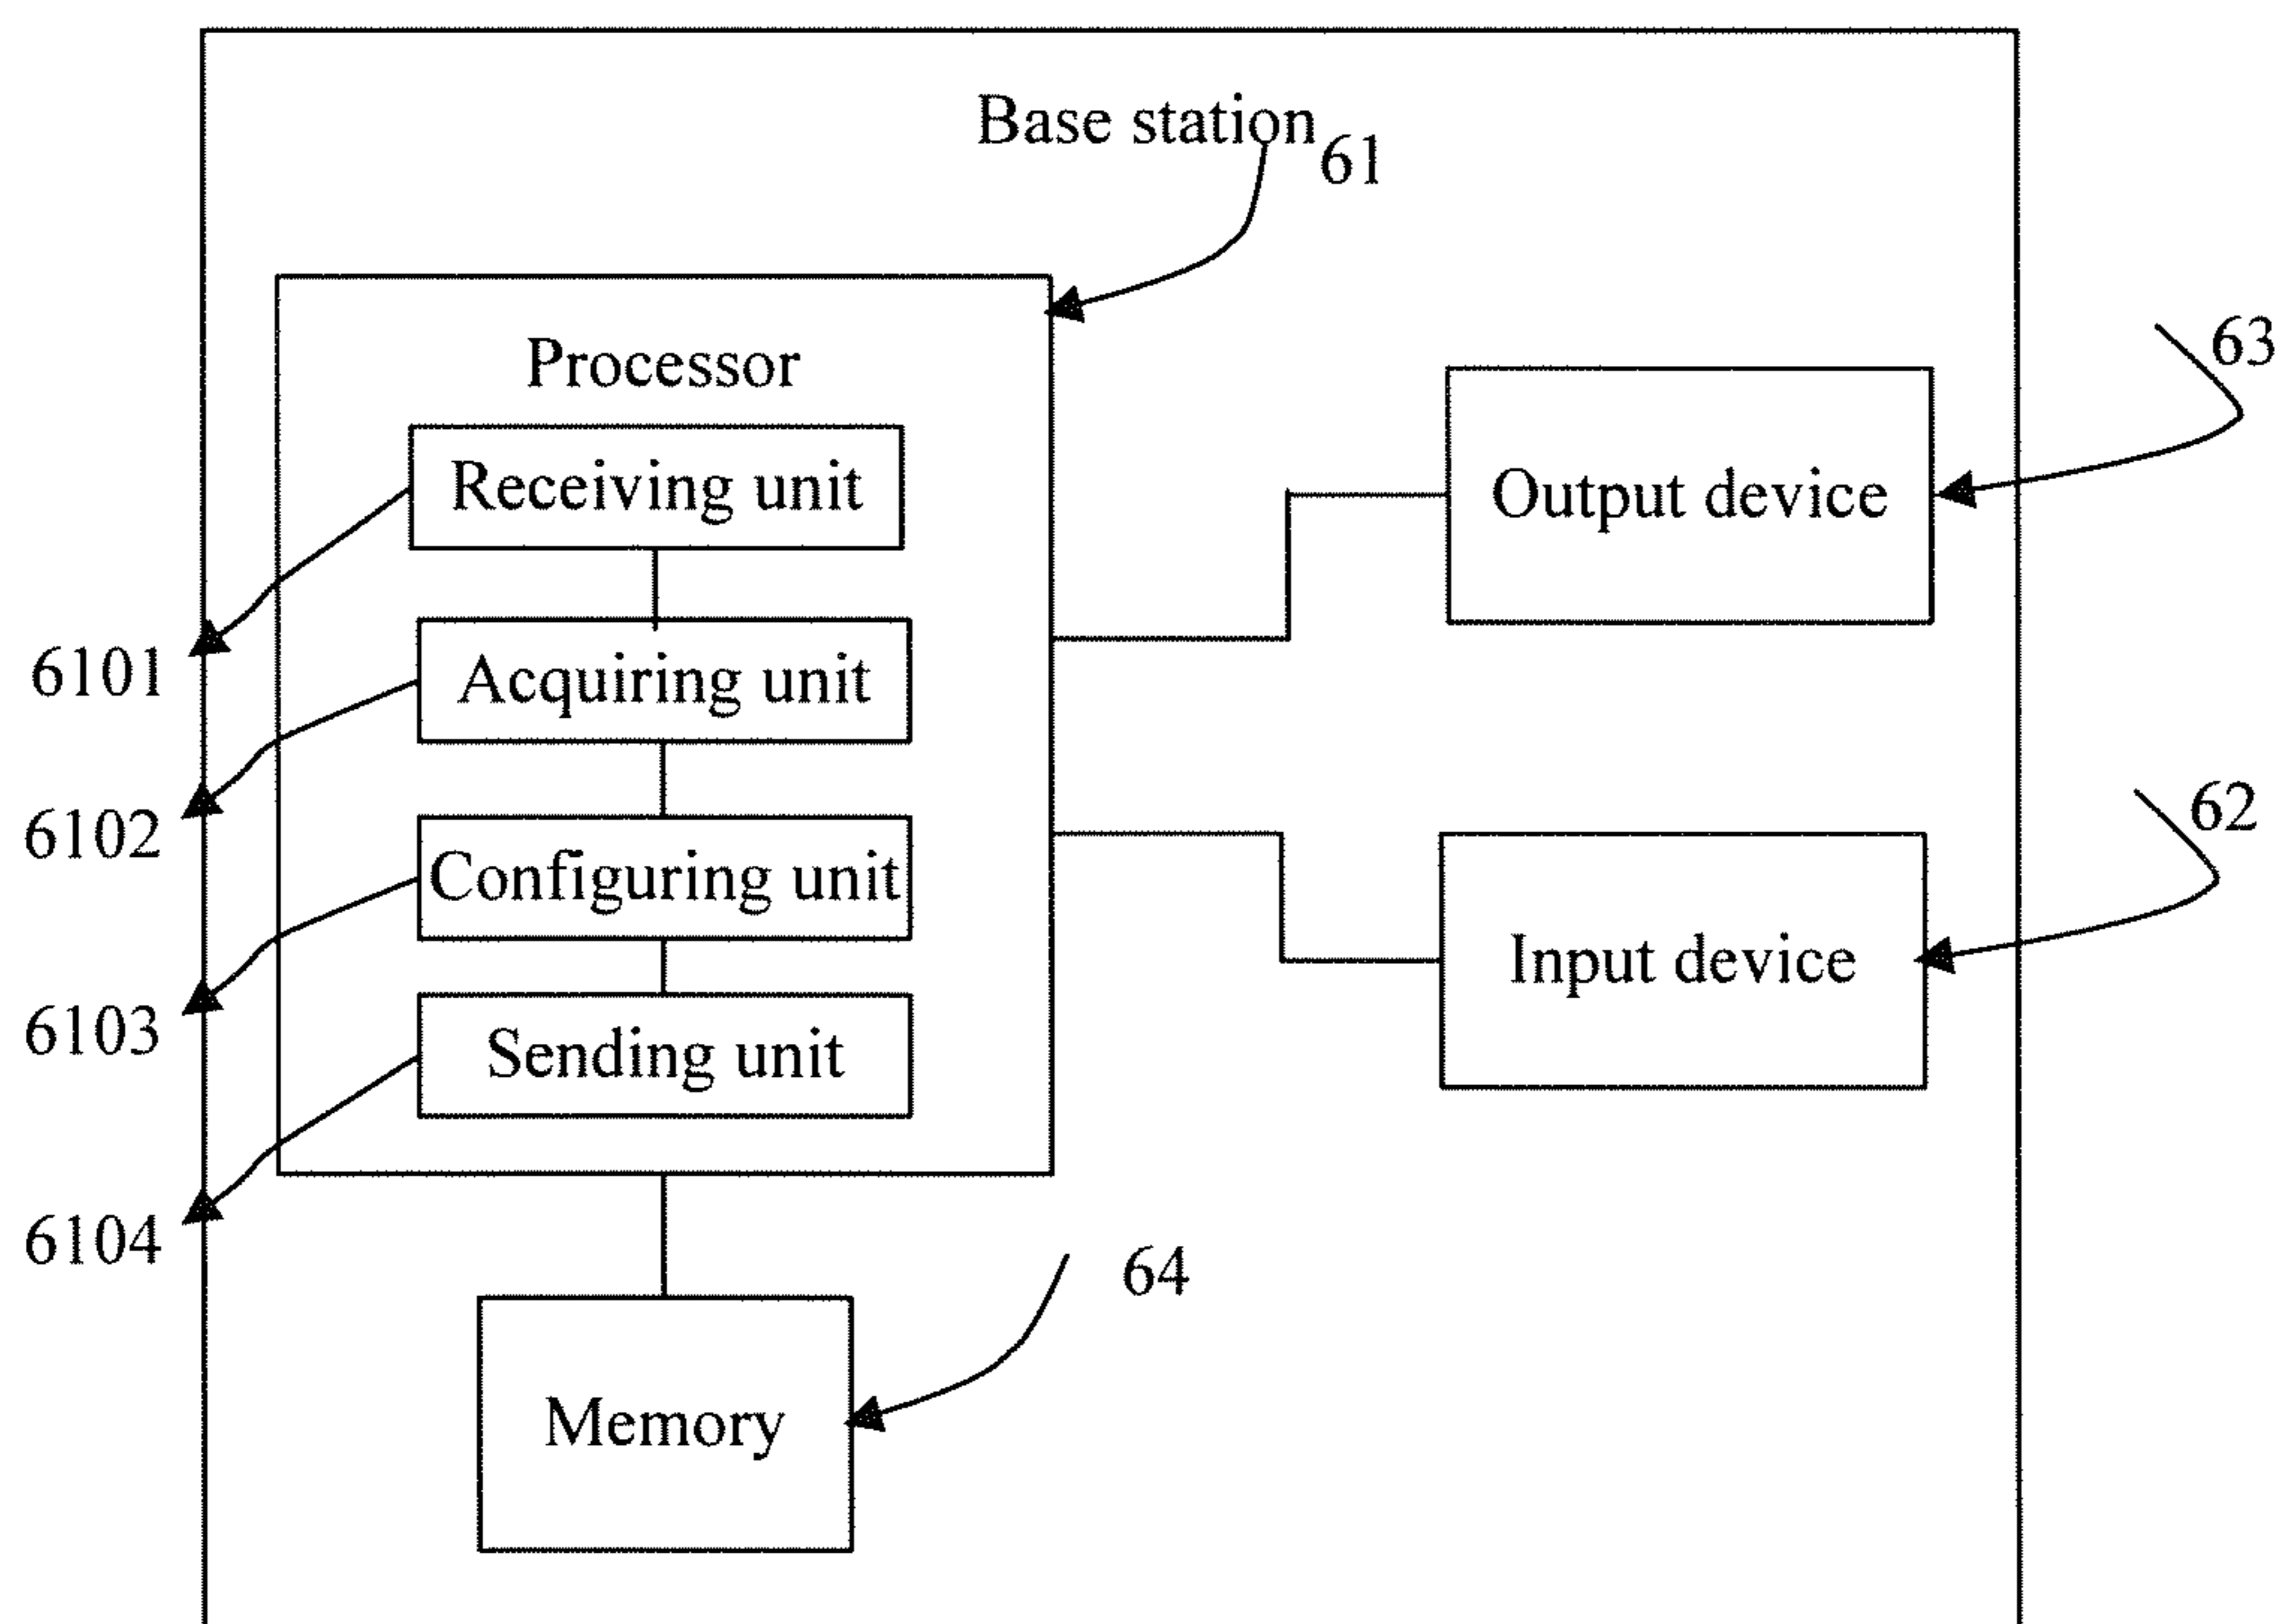 Base station
61
Processor
63
Receiving unit
Output device
6101
Acquiring unit
6102
62
Configuring unit
Input device
6103
Sending unit
6104
64
Memory